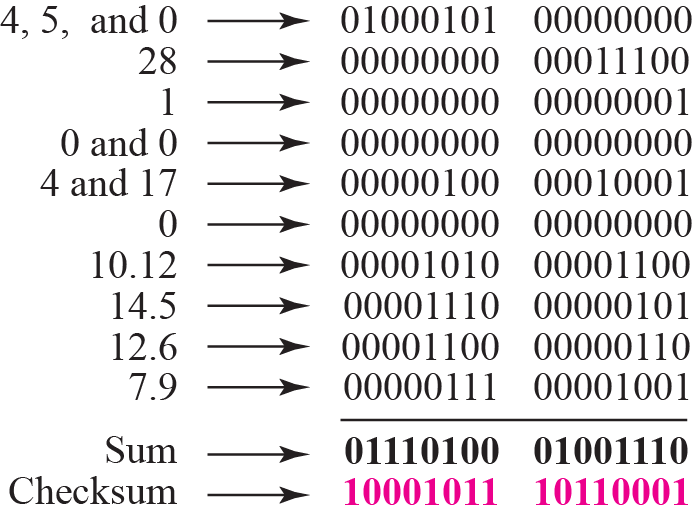 4, 5, and 0 01000101 00000000
28 00000000 00011100
1 00000000 00000001
0 and 0 00000000 00000000
4 and 17 00000100 00010001
0 00000000 00000000
10.12 00001010 00001100
14.5 00001110 00000101
12.6 00001100 00000110
7.9 00000111 00001001
Sum 01110100 01001110
Checksum 10001011 10110001